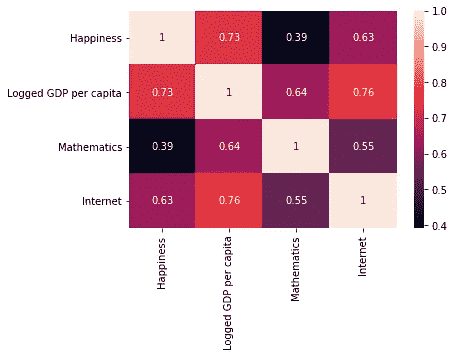 Happiness 1 0.73 0.39 0.63
Logged GDP per capita 0.73 1 0.64 0.76
Mathematics 0.39 0.64 1 0.55
Internet 0.63 0.76 0.55 1
Happiness
Logged GDP per capita
Mathematics
Internet
1.0
0.9
0.8
0.7
0.6
0.5
0.4